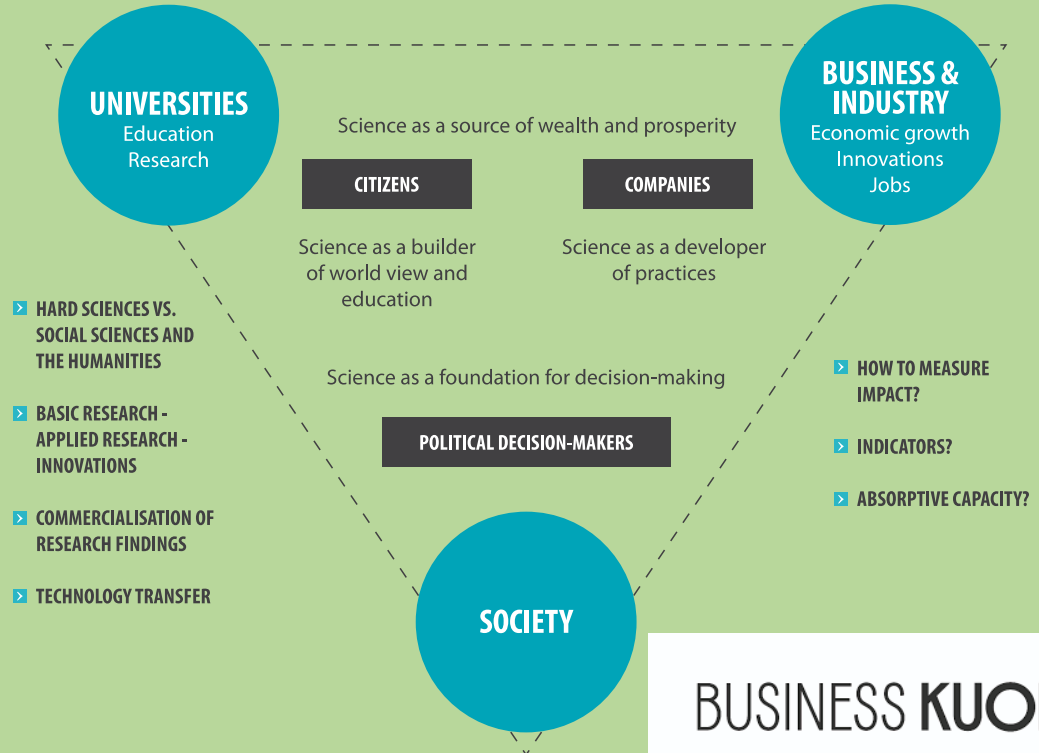 UNIVERSITIES
Education
Research
BUSINESS &
INDUSTRY
Economic growth
Innovations
Jobs
Science as a source of wealth and prosperity
CITIZENS
COMPANIES
Science as a builder
of world view and
education
Science as a developer
of practices
HARD SCIENCES VS.
SOCIAL SCIENCES AND
THE HUMANITIES
BASIC RESEARCH -
APPLIED RESEARCH -
INNOVATIONS
COMMERCIALISATION OF
RESEARCH FINDINGS
TECHNOLOGY TRANSFER
Science as a foundation for decision-making
POLITICAL DECISION-MAKERS
HOW TO MEASURE
IMPACT?
INDICATORS?
ABSORPTIVE CAPACITY?
SOCIETY
BUSINESS KUO